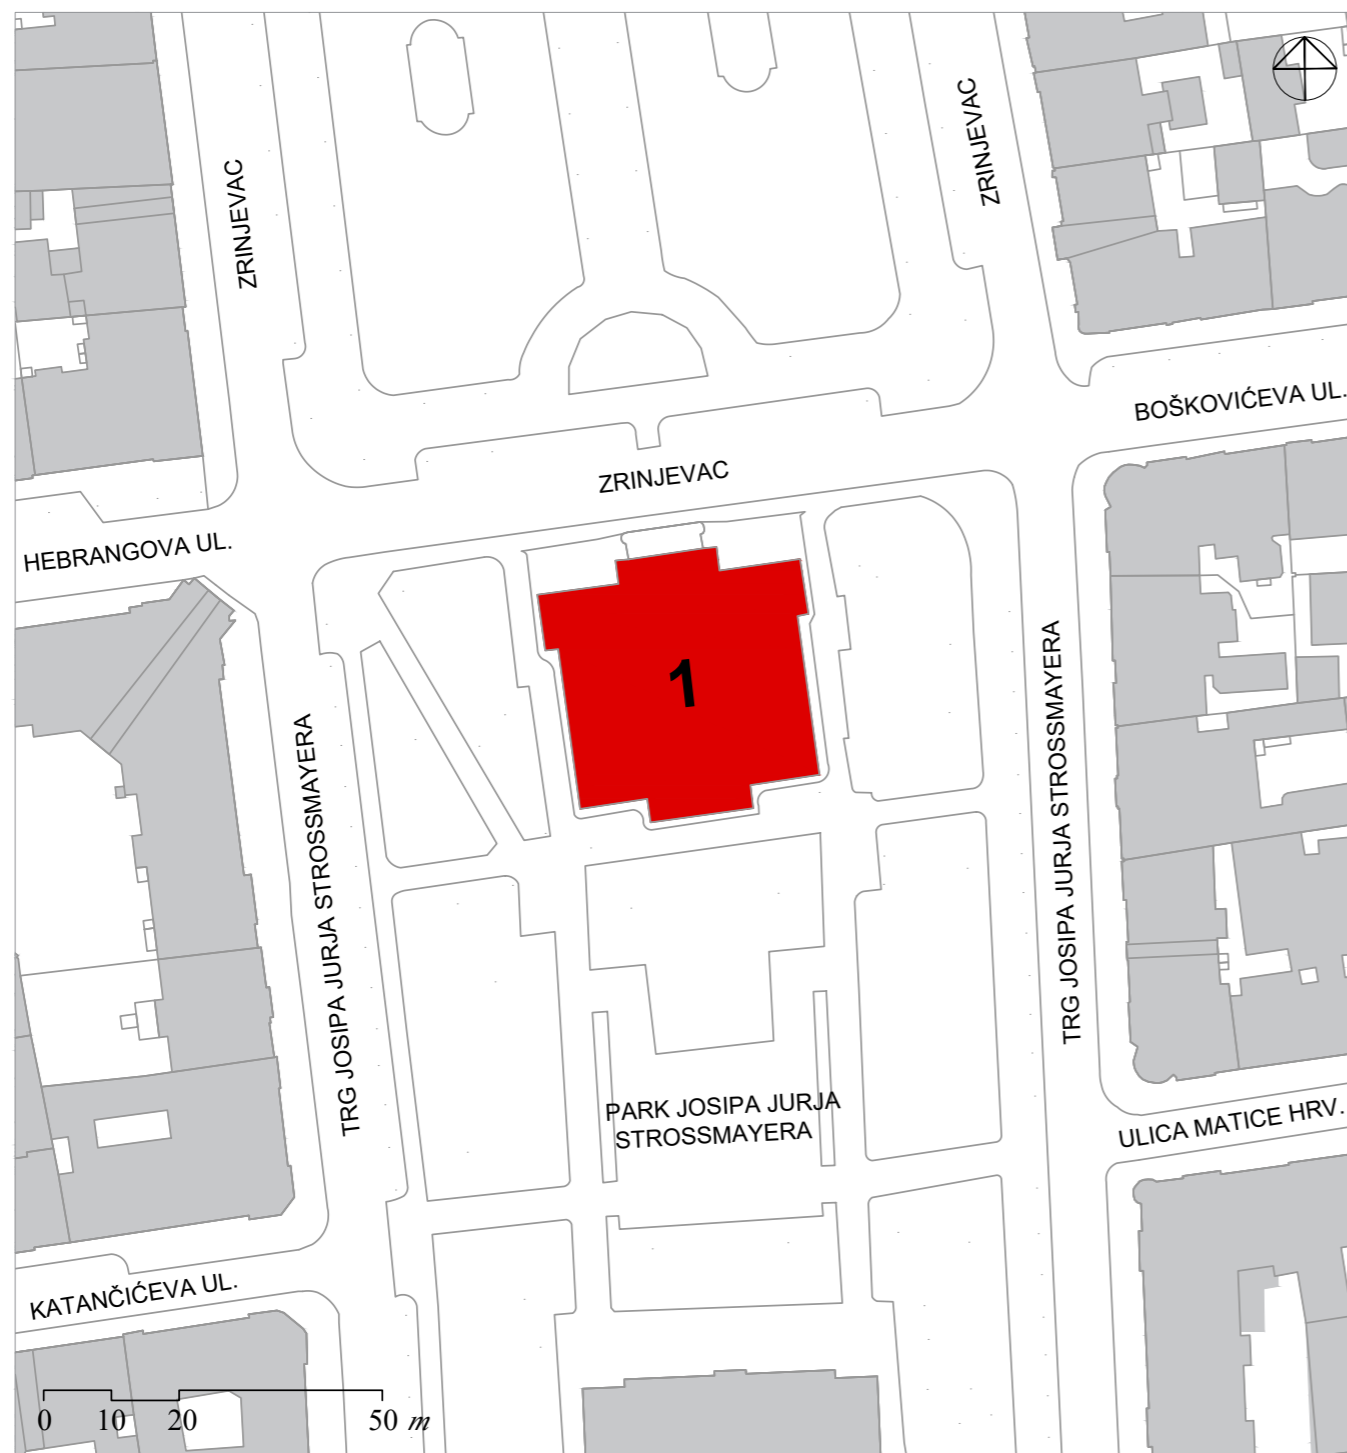 ZRINJEVAC
ZRINJEVAC
BOŠKOVIĆEVA UL.
ZRINJEVAC
HEBRANGOVA UL.
1
TRG JOSIPA JURJA STROSSMAYERA
TRG JOSIPA JURJA STROSSMAYERA
PARK JOSIPA JURJA
STROSSMAYERA
ULICA MATICE HRV.
KATANČIĆEVA UL.
0 10 20 50 m